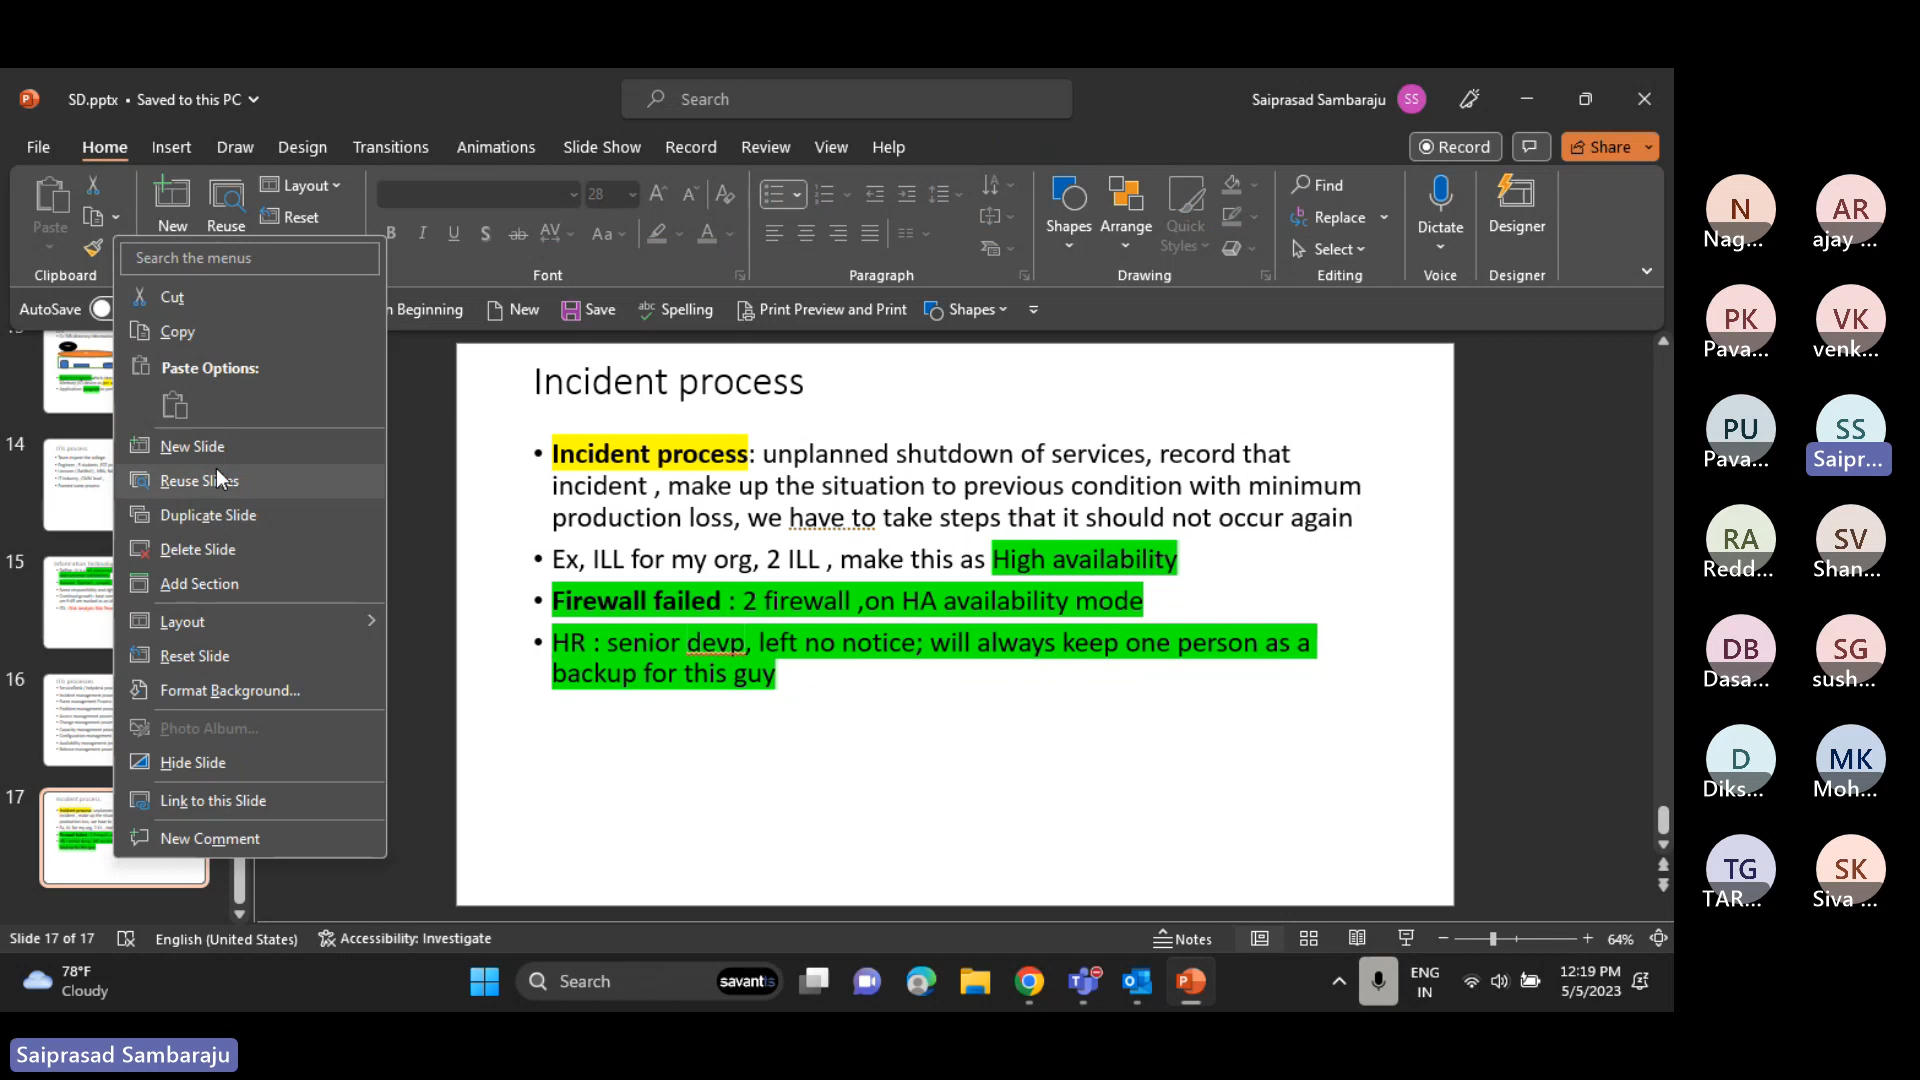 SD.pptx • Saved to this PC
Search
Saiprasad Sambaraju SS
File Home Insert Draw Design Transitions Animations Slide Show Record Review View Help
Record
Share
Paste
Clipboard
New
Reuse
Layout
Reset
28
B I U S ab AV Aa A
Font
Paragraph
Shapes
Arrange
Quick
Styles
Drawing
Find
Replace
Select
Editing
Dictate
Voice
Designer
Designer
AutoSave
n Beginning New Save Spelling Print Preview and Print Shapes
Search the menus
Cut
Copy
Paste Options:
New Slide
Reuse Slides
Duplicate Slide
Delete Slide
Add Section
Layout
Reset Slide
Format Background...
Photo Album...
Hide Slide
Link to this Slide
New Comment
14
15
16
17
Incident process
• Incident process: unplanned shutdown of services, record that
incident , make up the situation to previous condition with minimum
production loss, we have to take steps that it should not occur again
• Ex, ILL for my org, 2 ILL , make this as High availability
• Firewall failed : 2 firewall ,on HA availability mode
• HR : senior devp, left no notice; will always keep one person as a
backup for this guy
Slide 17 of 17
English (United States)
Accessibility: Investigate
Notes
64%
78°F
Cloudy
Search
savantis
ENG
IN
12:19 PM
5/5/2023
N
Nag...
AR
ajay ...
PK
Pava...
VK
venk...
PU
Pava...
SS
Saipr...
RA
Redd...
SV
Shan...
DB
Dasa...
SG
sush...
D
Diks...
MK
Moh...
TG
TAR...
SK
Siva ...
Saiprasad Sambaraju